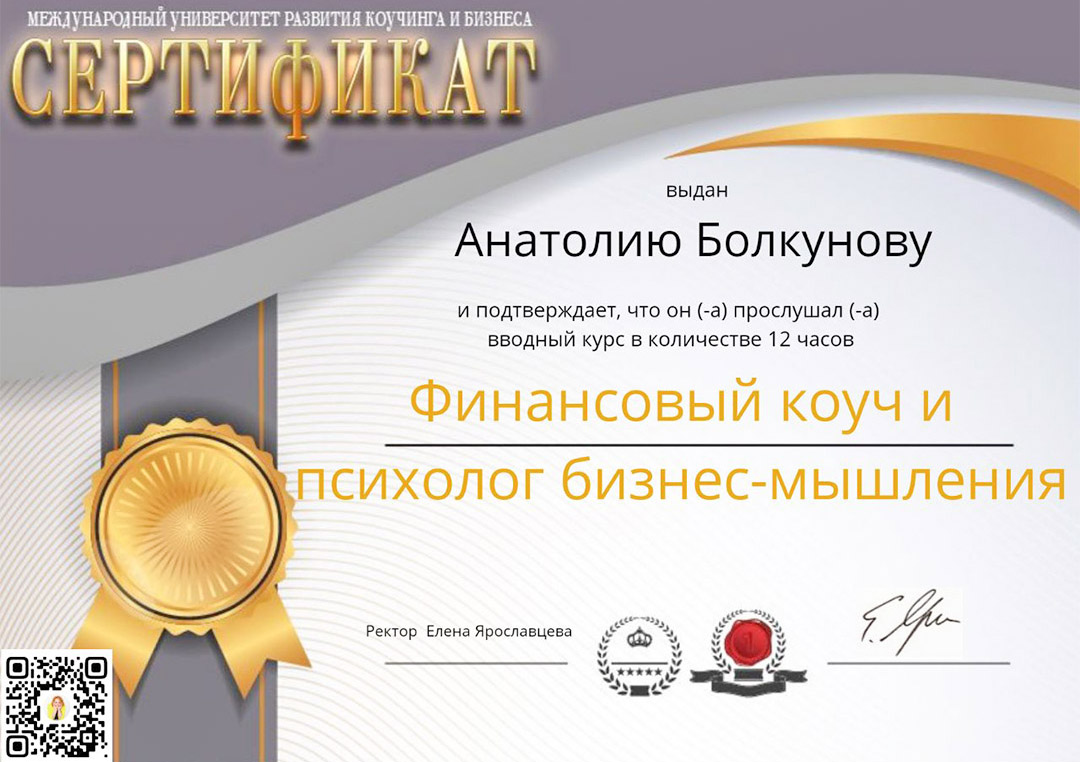 МЕЖДУНАРОДНЫЙ УНИВЕРСИТЕТ РАЗВИТИЯ КОУЧИНГА И БИЗНЕСА
СЕРТИФИКАТ
выдан
Анатолию Болкунову
и подтверждает, что он (-а) прослушал (-а)
вводный курс в количестве 12 часов
Финансовый коуч и
психолог бизнес-мышления
Ректор Елена Ярославцева
1